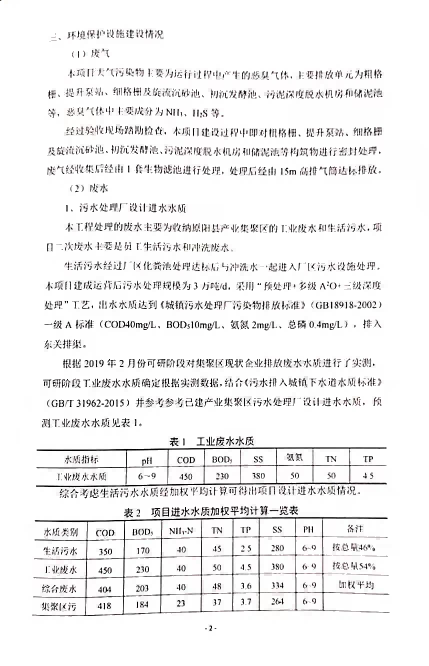 三、环境保护设施建设情况
（1）废气
本项目大气污染物主要为运行过程中产生的恶臭气体，主要排放单元为粗格
栅、提升泵站、细格栅及旋流沉砂池、初沉发酵池、污泥深度脱水机房和储泥池
等，恶臭气体中主要成分为NH₃、H₂S等。
经过验收现场踏勘检查，本项目建设过程中即对粗格栅、提升泵站、细格栅
及旋流沉砂池、初沉发酵池、污泥深度脱水机房和储泥池等构筑物进行密封处理，
废气经收集后经由1套生物滤池进行处理，处理后经由15m高排气筒达标排放。
（2）废水
1、污水处理厂设计进水水质
本工程处理的废水主要为收纳原阳县产业集聚区的工业废水和生活污水，项
目二次废水主要是员工生活污水和冲洗废水。
生活污水经过厂区化粪池处理达标后与冲洗水一起进入厂区污水设施处理。
本项目建成运营后污水处理规模为3万吨/d，采用“预处理+多级A²O+三级深度
处理”工艺，出水水质达到《城镇污水处理厂污染物排放标准》（GB18918-2002）
一级A标准（COD40mg/L、BOD₅10mg/L、氨氮2mg/L、总磷0.4mg/L），排入
东关排渠。
根据2019年2月份可研阶段对集聚区现状企业排放废水水质进行了实测，
可研阶段工业废水水质确定根据实测数据，结合《污水排入城镇下水道水质标准》
（GB/T 31962-2015）并参考参考已建产业集聚区污水处理厂设计进水水质，预
测工业废水水质见表1。
表1 工业废水水质
水质指标 pH COD BOD₅ SS 氨氮 TN TP
工业废水水质 6~9 450 230 380 50 50 4.5
综合考虑生活污水水质经加权平均计算可得出项目设计进水水质情况。
表2 项目进水水质加权平均计算一览表
水质类别 COD BOD₅ NH₃-N TN TP SS PH 备注
生活污水 350 170 40 45 2.5 280 6-9 按总量46%
工业废水 450 230 40 50 4.5 380 6-9 按总量54%
综合废水 404 203 40 48 3.6 334 6-9 加权平均
集聚区污 418 184 23 37 3.7 264 6-9
- 2 -